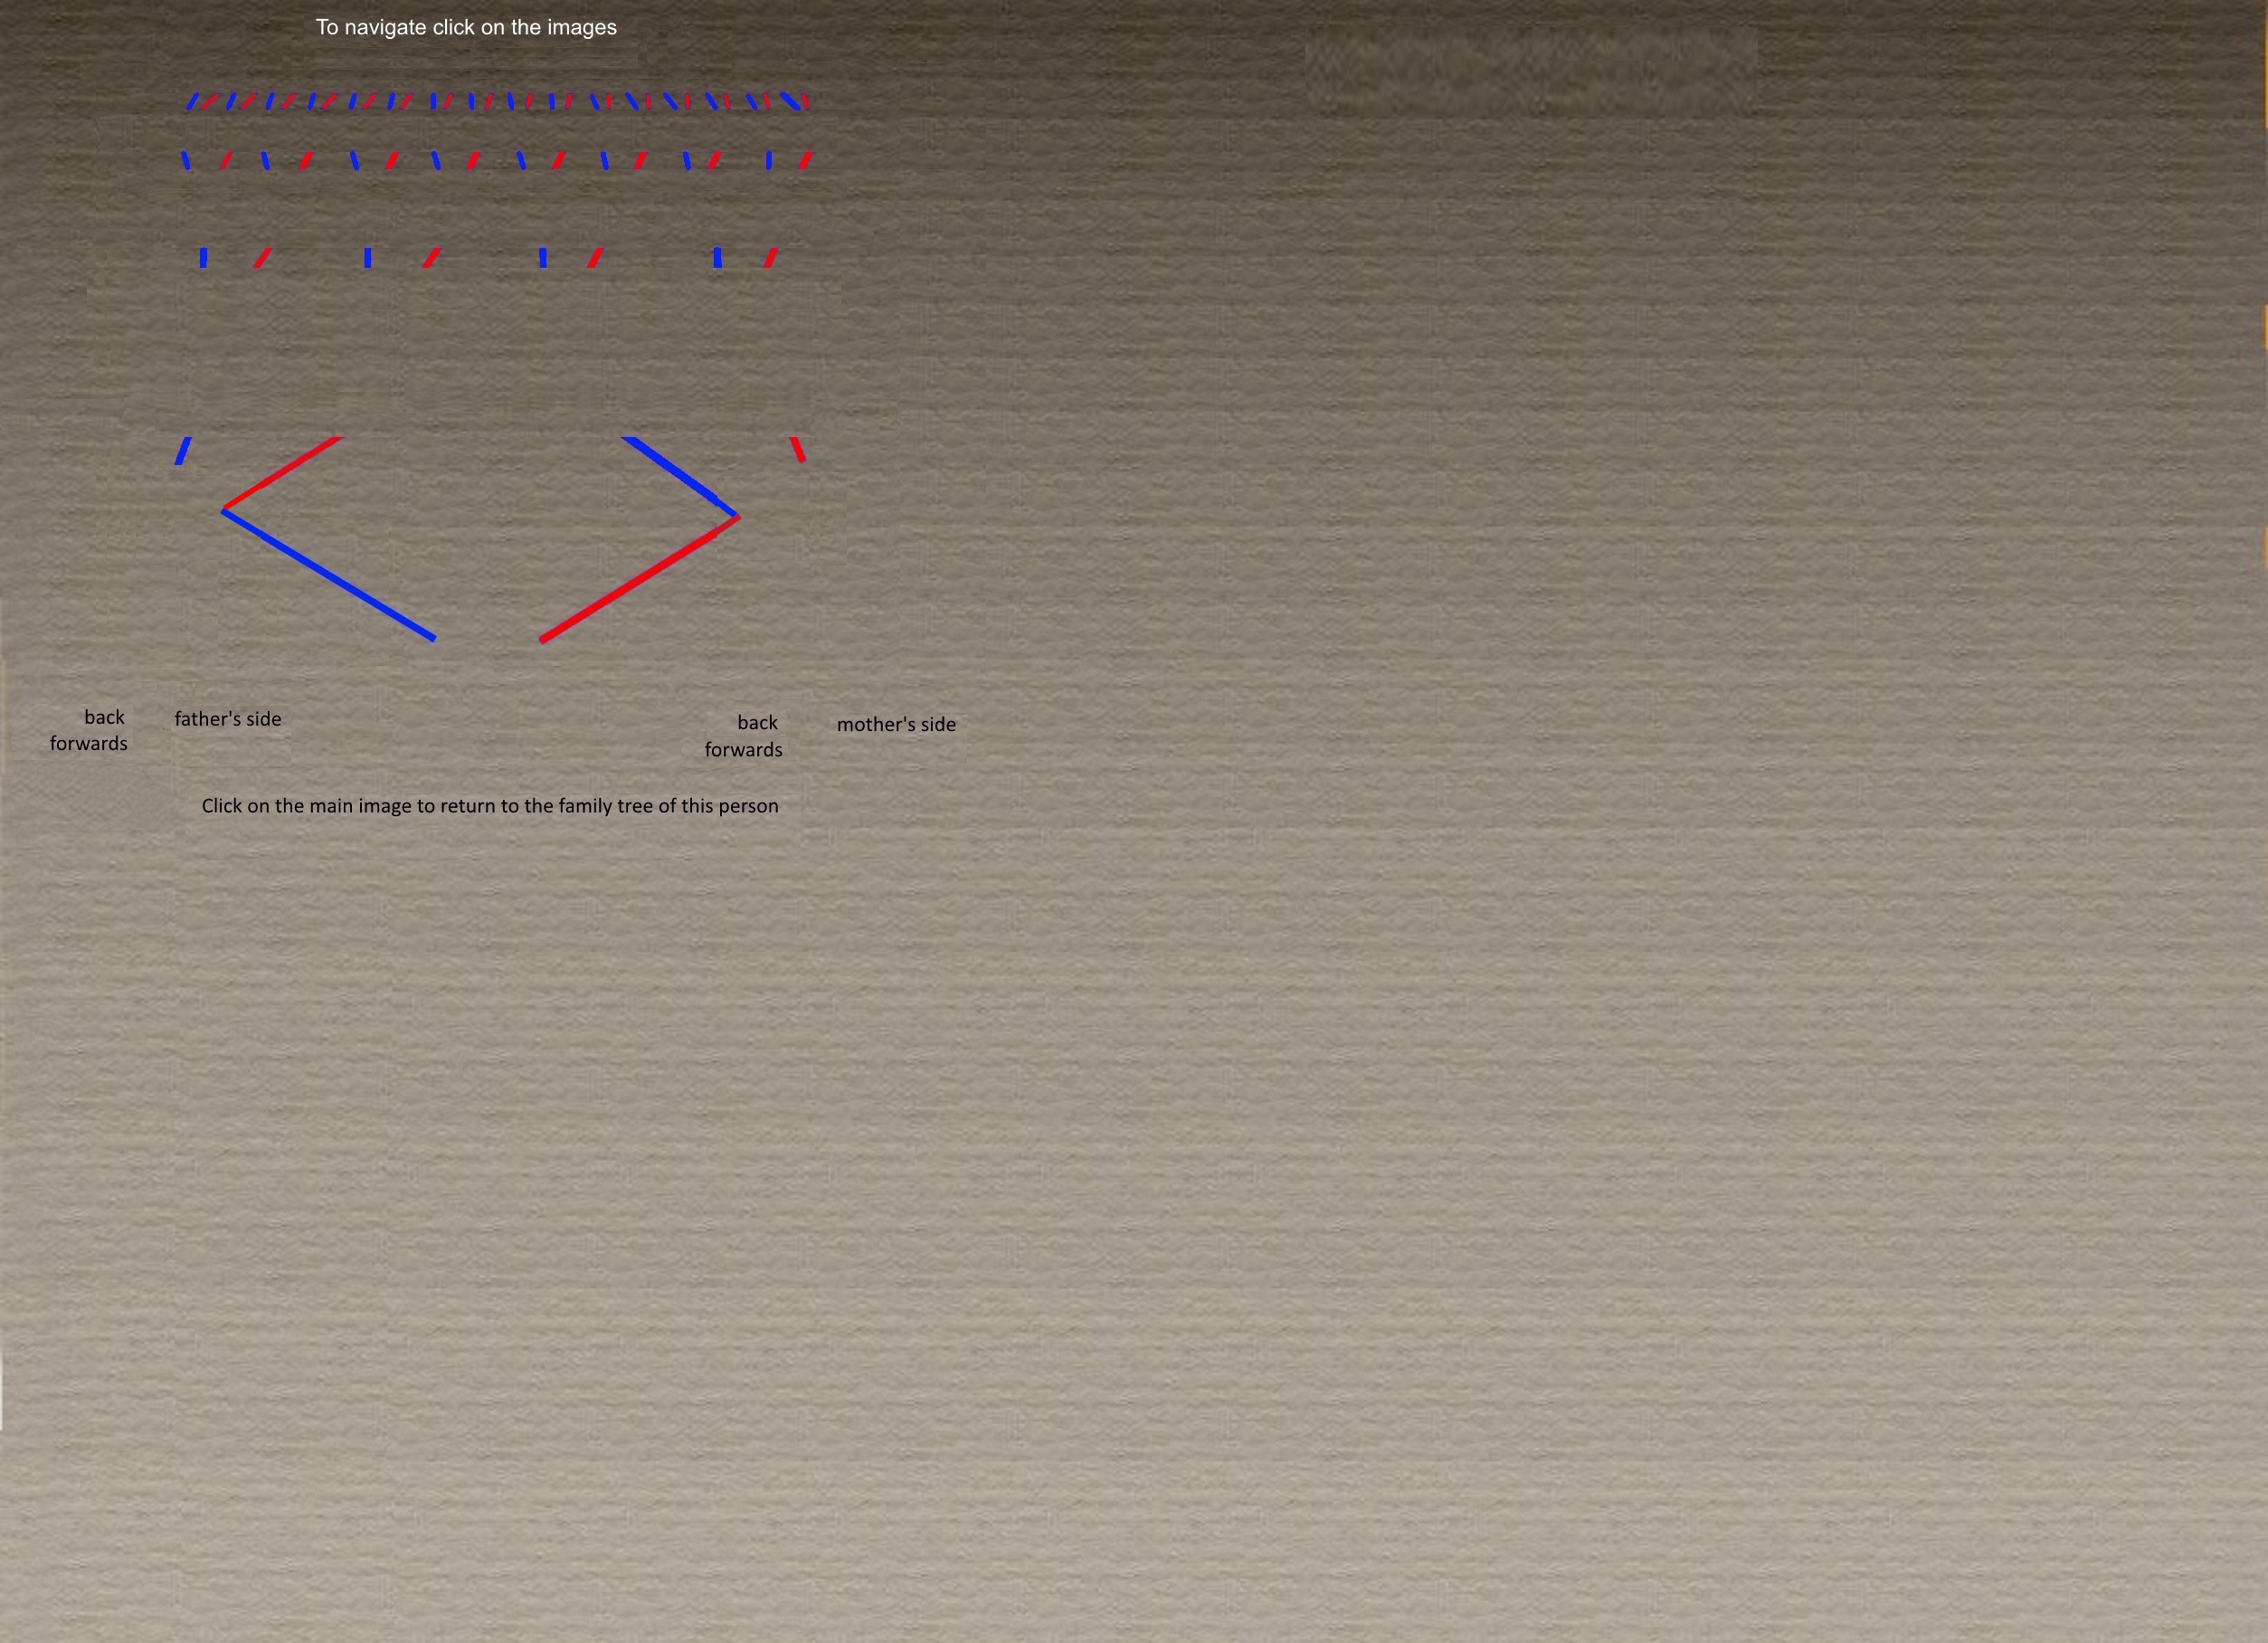 To navigate click on the images
back
father's side
forwards
back
mother's side
forwards
Click on the main image to return to the family tree of this person